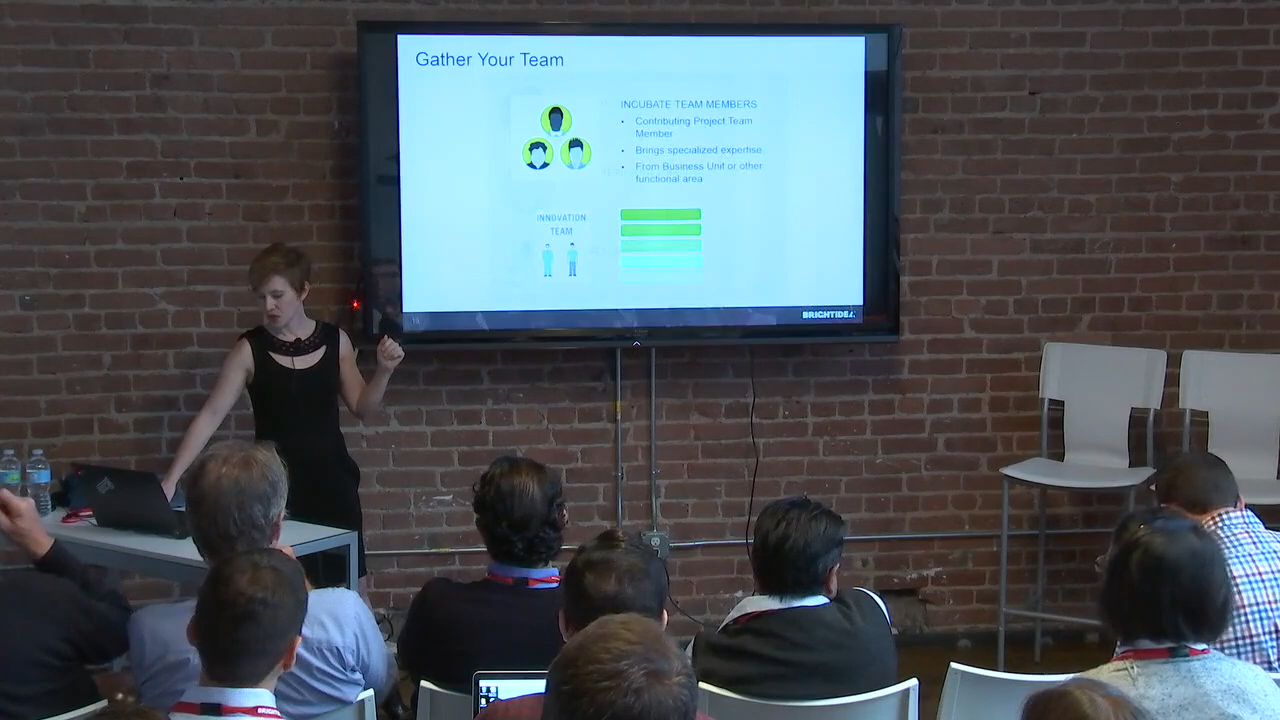 Gather Your Team
INCUBATE TEAM MEMBERS
• Contributing Project Team
Member
• Brings specialized expertise
• From Business Unit or other
functional area
INNOVATION
TEAM
BRIGHTIDEA